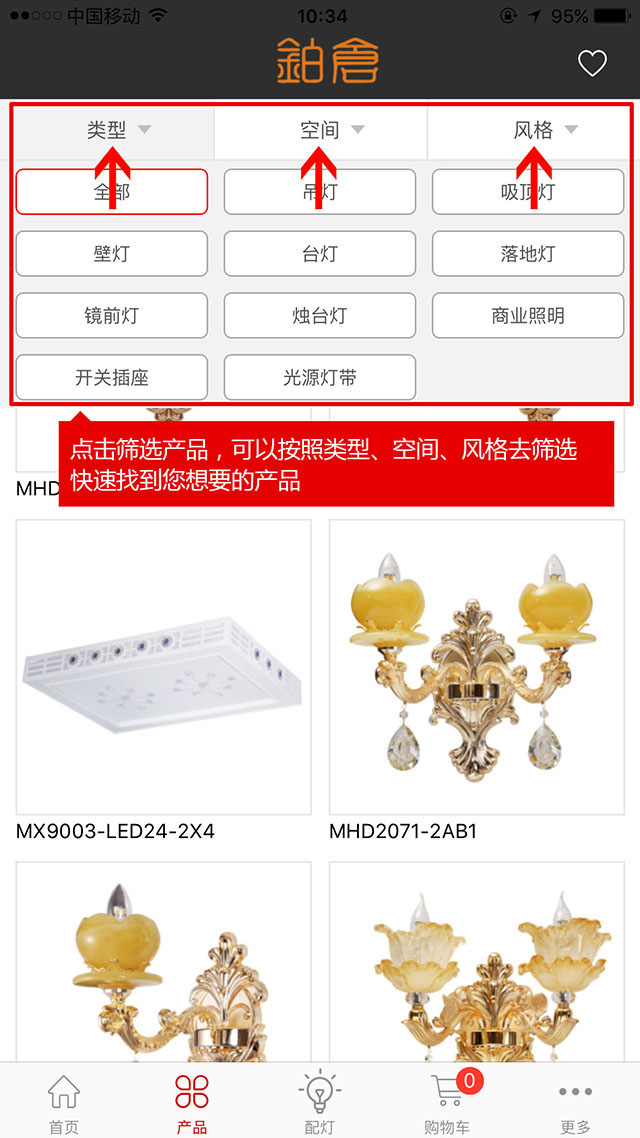 中国移动 10:34 95%
鉑倉
类型 空间 风格
全部 吊灯 吸顶灯
壁灯 台灯 落地灯
镜前灯 烛台灯 商业照明
开关插座 光源灯带
点击筛选产品，可以按照类型、空间、风格去筛选
快速找到您想要的产品
MHD
MX9003-LED24-2X4 MHD2071-2AB1
0
首页 产品 配灯 购物车 更多